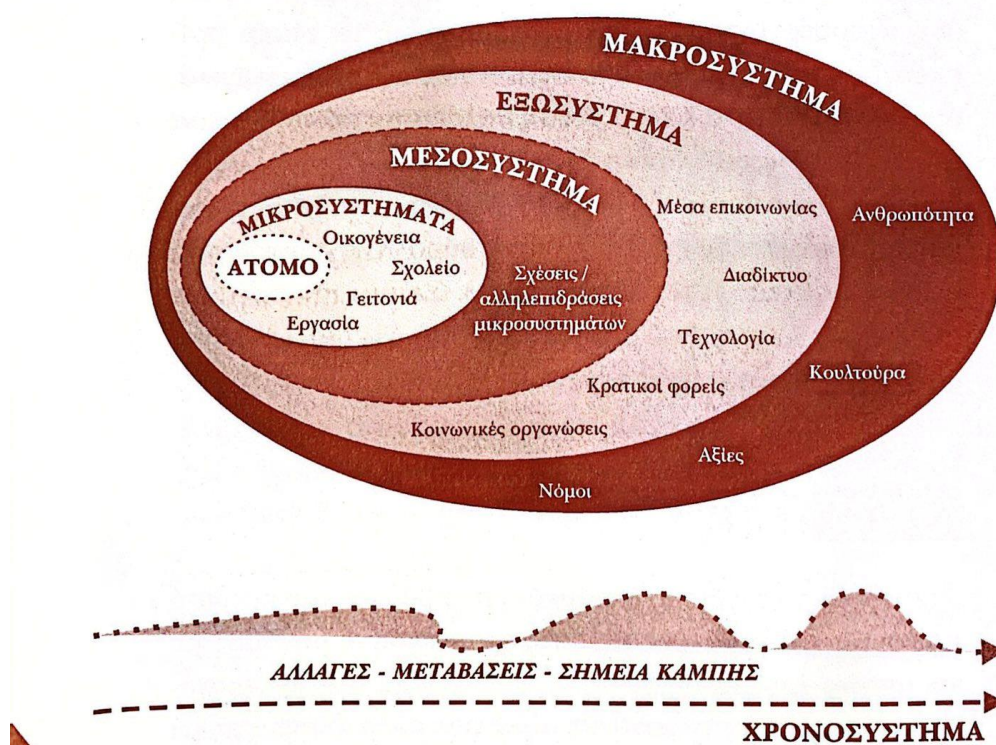 ΜΑΚΡΟΣΥΣΤΗΜΑ
ΕΞΩΣΥΣΤΗΜΑ
ΜΕΣΟΣΥΣΤΗΜΑ
ΜΙΚΡΟΣΥΣΤΗΜΑΤΑ
ΑΤΟΜΟ
Οικογένεια
Σχολείο
Γειτονιά
Εργασία
Σχέσεις /
αλληλεπιδράσεις
μικροσυστημάτων
Μέσα επικοινωνίας
Διαδίκτυο
Τεχνολογία
Κρατικοί φορείς
Κοινωνικές οργανώσεις
Ανθρωπότητα
Κουλτούρα
Αξίες
Νόμοι
ΑΛΛΑΓΕΣ - ΜΕΤΑΒΑΣΕΙΣ - ΣΗΜΕΙΑ ΚΑΜΠΗΣ
ΧΡΟΝΟΣΥΣΤΗΜΑ